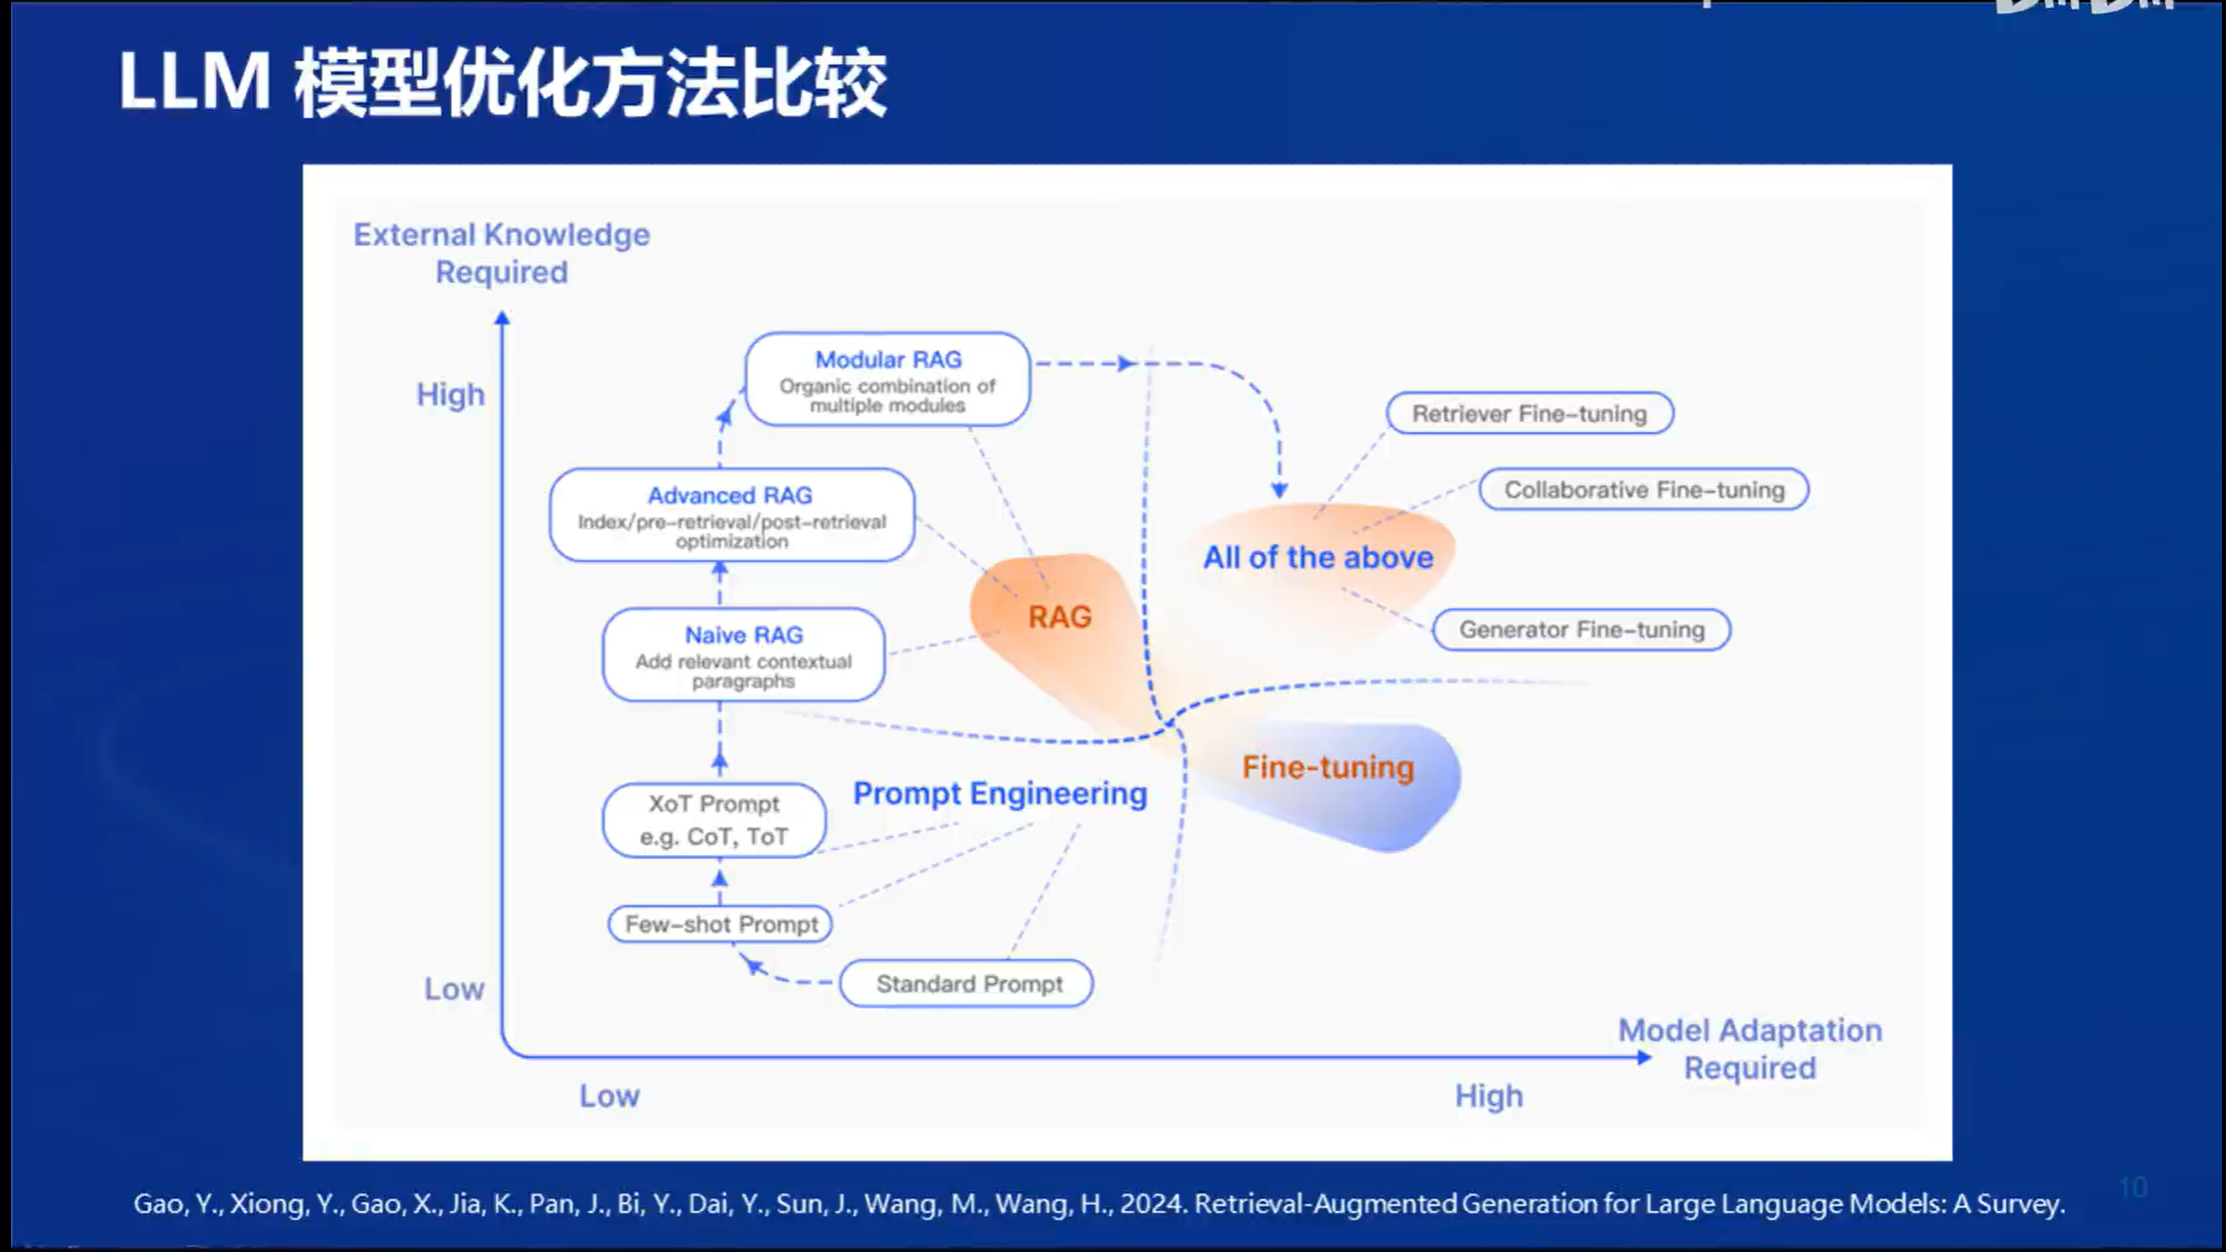 LLM 模型优化方法比较
External Knowledge
Required
High
Modular RAG
Organic combination of
multiple modules
Retriever Fine-tuning
Advanced RAG
Index/pre-retrieval/post-retrieval
optimization
Collaborative Fine-tuning
All of the above
RAG
Naive RAG
Add relevant contextual
paragraphs
Generator Fine-tuning
XoT Prompt
e.g. CoT, ToT
Prompt Engineering
Fine-tuning
Few-shot Prompt
Standard Prompt
Low
Model Adaptation
Required
Low
High
Gao, Y., Xiong, Y., Gao, X., Jia, K., Pan, J., Bi, Y., Dai, Y., Sun, J., Wang, M., Wang, H., 2024. Retrieval-Augmented Generation for Large Language Models: A Survey.
10